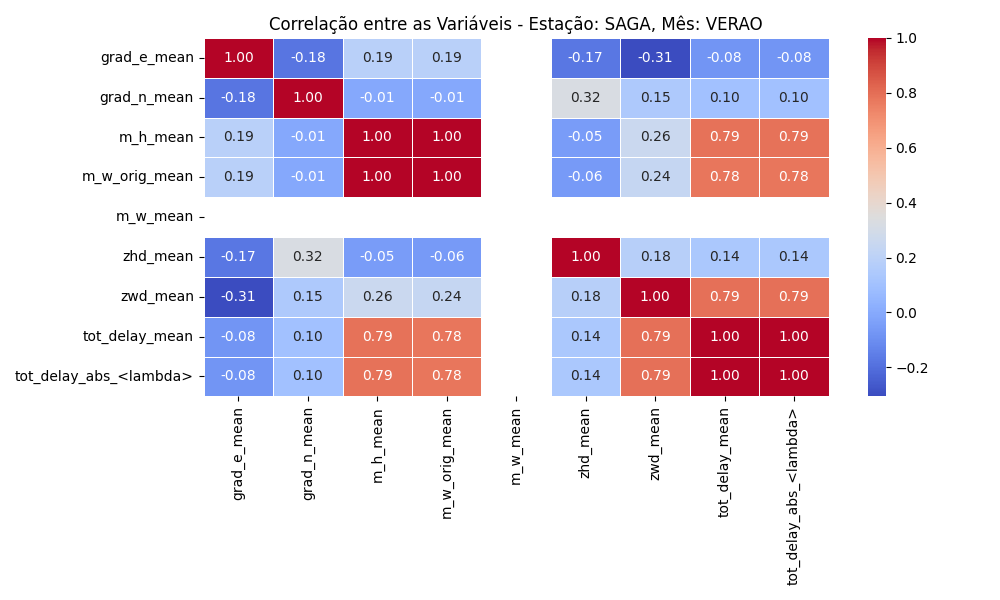 Correlação entre as Variáveis - Estação: SAGA, Mês: VERAO
grad_e_mean 1.00 -0.18 0.19 0.19 -0.17 -0.31 -0.08 -0.08
grad_n_mean -0.18 1.00 -0.01 -0.01 0.32 0.15 0.10 0.10
m_h_mean 0.19 -0.01 1.00 1.00 -0.05 0.26 0.79 0.79
m_w_orig_mean 0.19 -0.01 1.00 1.00 -0.06 0.24 0.78 0.78
m_w_mean
zhd_mean -0.17 0.32 -0.05 -0.06 1.00 0.18 0.14 0.14
zwd_mean -0.31 0.15 0.26 0.24 0.18 1.00 0.79 0.79
tot_delay_mean -0.08 0.10 0.79 0.78 0.14 0.79 1.00 1.00
tot_delay_abs_<lambda> -0.08 0.10 0.79 0.78 0.14 0.79 1.00 1.00
grad_e_mean
grad_n_mean
m_h_mean
m_w_orig_mean
m_w_mean
zhd_mean
zwd_mean
tot_delay_mean
tot_delay_abs_<lambda>
1.0
0.8
0.6
0.4
0.2
0.0
−0.2